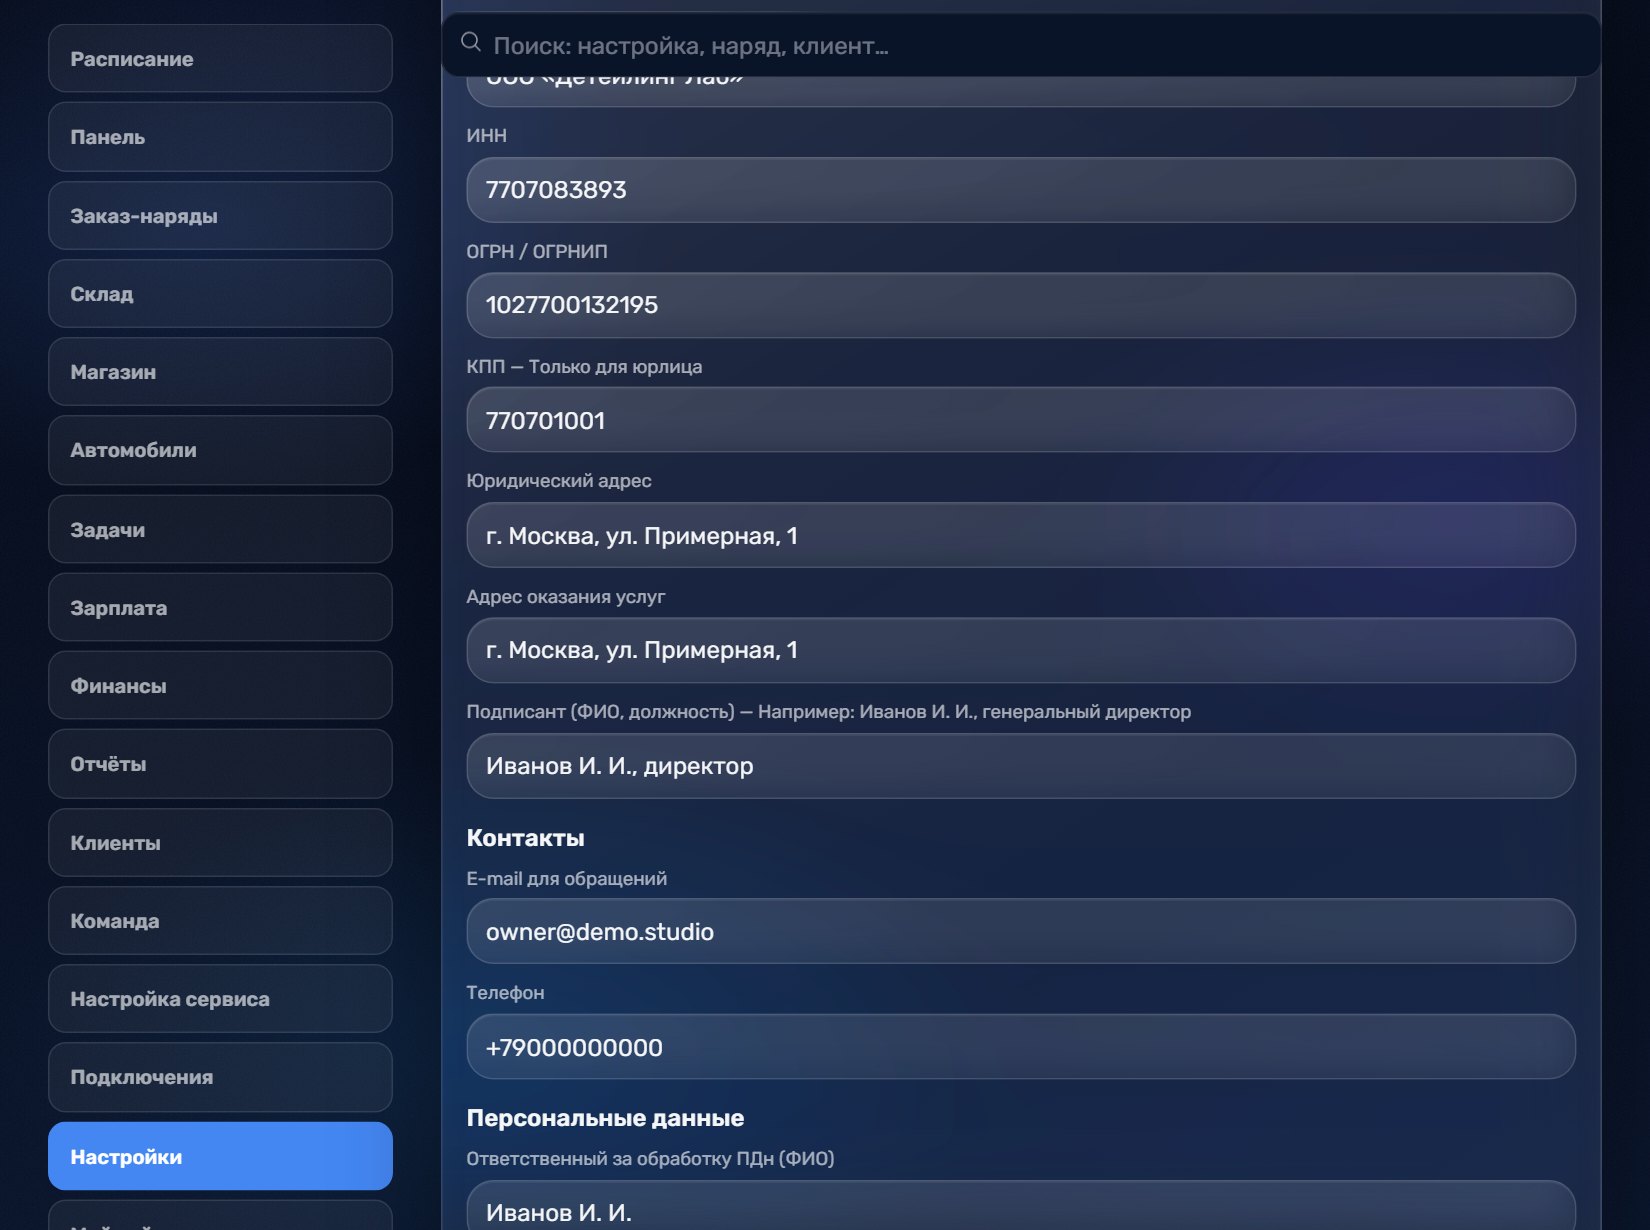 Расписание
Панель
Заказ-наряды
Склад
Магазин
Автомобили
Задачи
Зарплата
Финансы
Отчёты
Клиенты
Команда
Настройка сервиса
Подключения
Настройки
Поиск: настройка, наряд, клиент…
ООО «Детейлинг Лаб»
ИНН
7707083893
ОГРН / ОГРНИП
1027700132195
КПП — Только для юрлица
770701001
Юридический адрес
г. Москва, ул. Примерная, 1
Адрес оказания услуг
г. Москва, ул. Примерная, 1
Подписант (ФИО, должность) — Например: Иванов И. И., генеральный директор
Иванов И. И., директор
Контакты
E-mail для обращений
owner@demo.studio
Телефон
+79000000000
Персональные данные
Ответственный за обработку ПДн (ФИО)
Иванов И. И.